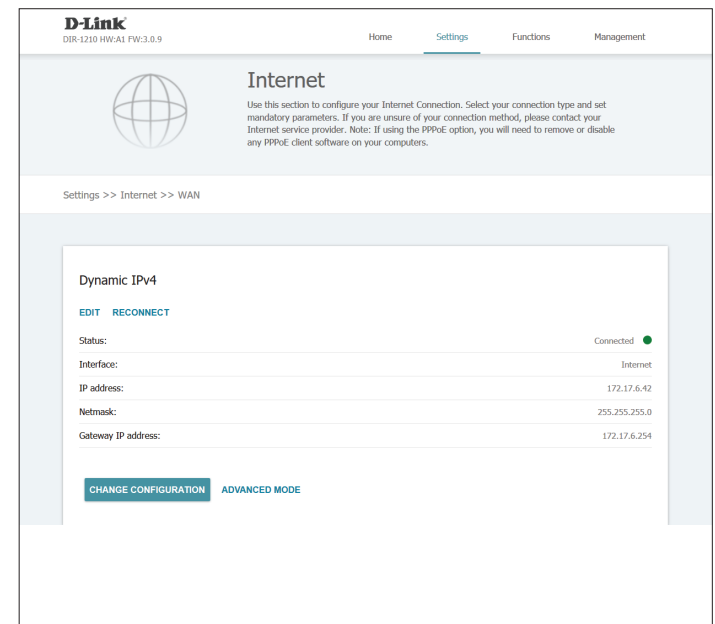 D-Link
DIR-1210 HW:A1 FW:3.0.9
Home Settings Functions Management
Internet
Use this section to configure your Internet Connection. Select your connection type and set
mandatory parameters. If you are unsure of your connection method, please contact your
Internet service provider. Note: If using the PPPoE option, you will need to remove or disable
any PPPoE client software on your computers.
Settings >> Internet >> WAN
Dynamic IPv4
EDIT RECONNECT
Status: Connected
Interface: Internet
IP address: 172.17.6.42
Netmask: 255.255.255.0
Gateway IP address: 172.17.6.254
CHANGE CONFIGURATION ADVANCED MODE